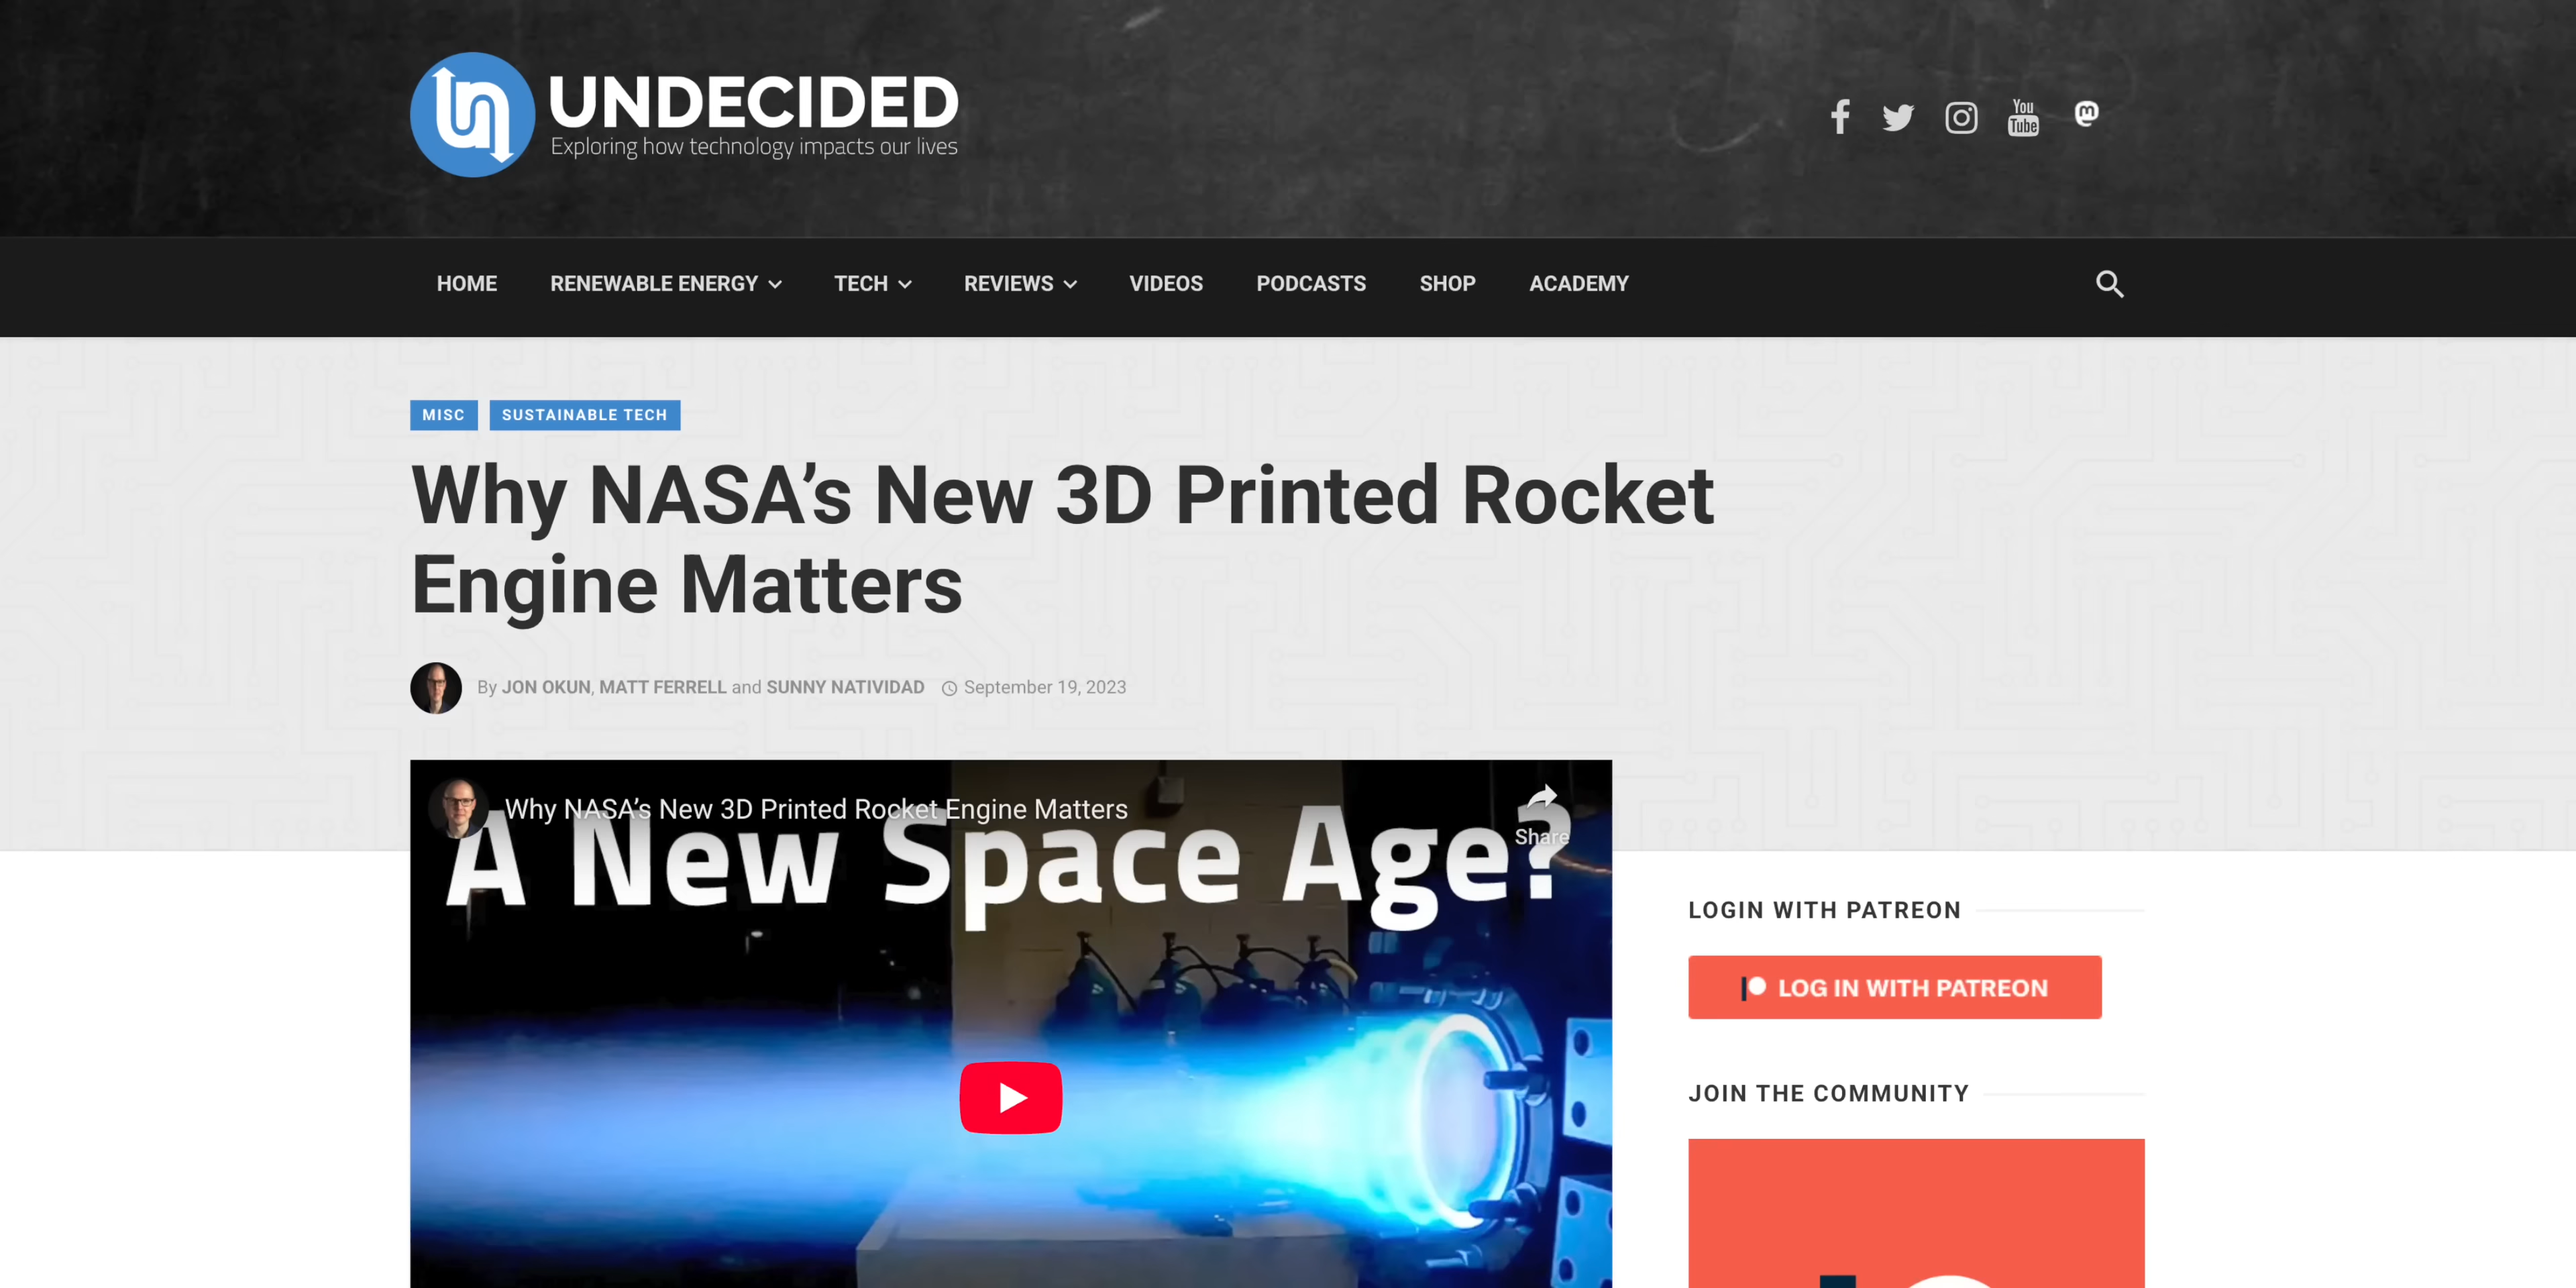 UNDECIDED
Exploring how technology impacts our lives
You
Tube
HOME RENEWABLE ENERGY TECH REVIEWS VIDEOS PODCASTS SHOP ACADEMY
MISC SUSTAINABLE TECH
Why NASA’s New 3D Printed Rocket
Engine Matters
By JON OKUN, MATT FERRELL and SUNNY NATIVIDAD September 19, 2023
Why NASA’s New 3D Printed Rocket Engine Matters
Share
A New Space Age?
LOGIN WITH PATREON
LOG IN WITH PATREON
JOIN THE COMMUNITY